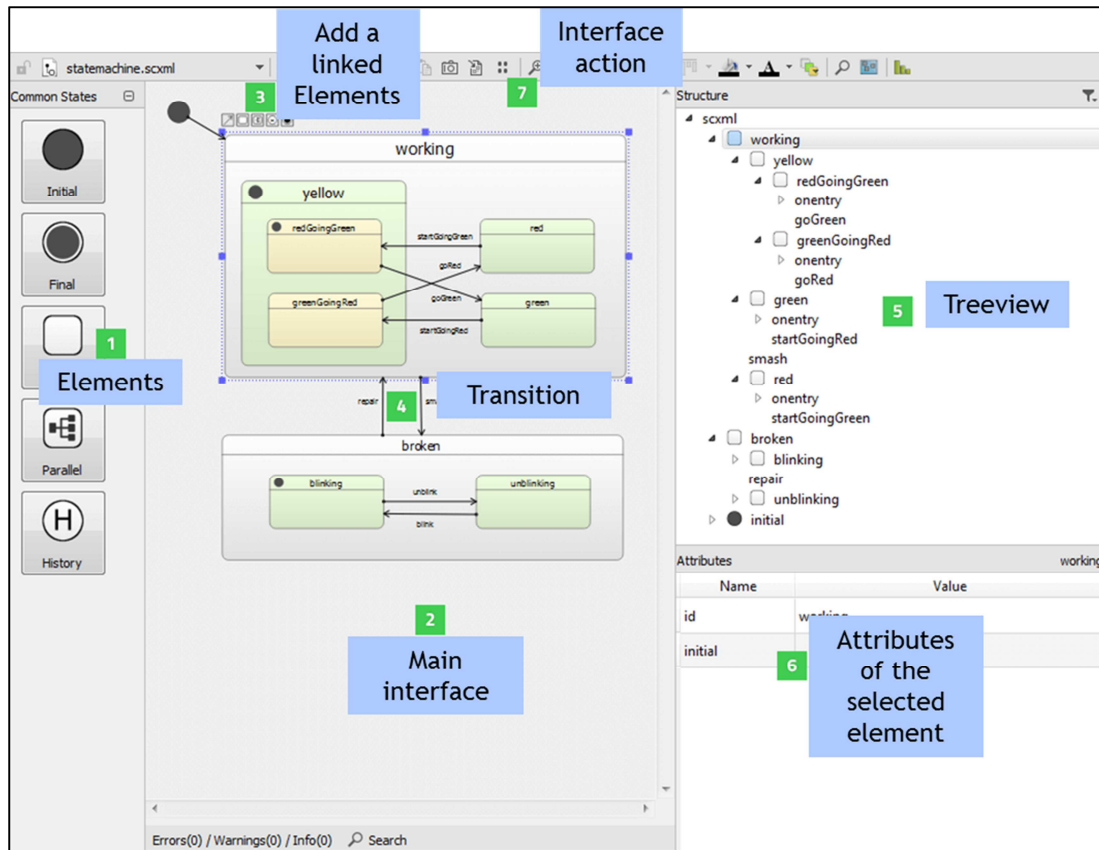 Add a
linked
Elements
Interface
action
statemachine.scxml
3
7
Common States
Structure
Initial
Final
1
Elements
Parallel
H
History
working
yellow
redGoingGreen
red
startGoingGreen
goRed
goGreen
greenGoingRed
green
startGoingRed
repair
4
Transition
broken
blinking
unblink
unblinking
blink
2
Main
interface
scxml
working
yellow
redGoingGreen
onentry
goGreen
greenGoingRed
onentry
goRed
green
5
Treeview
onentry
startGoingRed
smash
red
onentry
startGoingGreen
broken
blinking
repair
unblinking
initial
Attributes
working
Name
Value
id
initial
6
Attributes
of the
selected
element
Errors(0) / Warnings(0) / Info(0)
Search